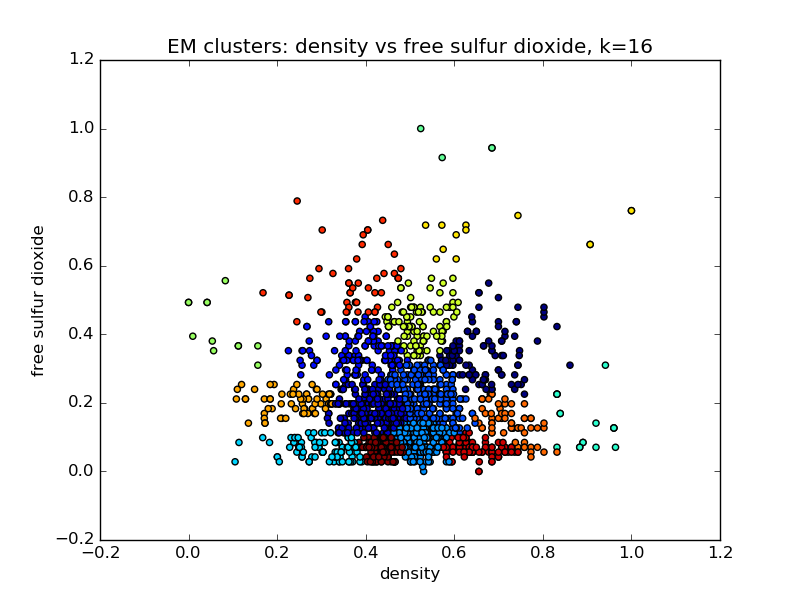 EM clusters: density vs free sulfur dioxide, k=16
1.2
1.0
0.8
0.6
0.4
0.2
0.0
−0.2
free sulfur dioxide
−0.2 0.0 0.2 0.4 0.6 0.8 1.0 1.2
density